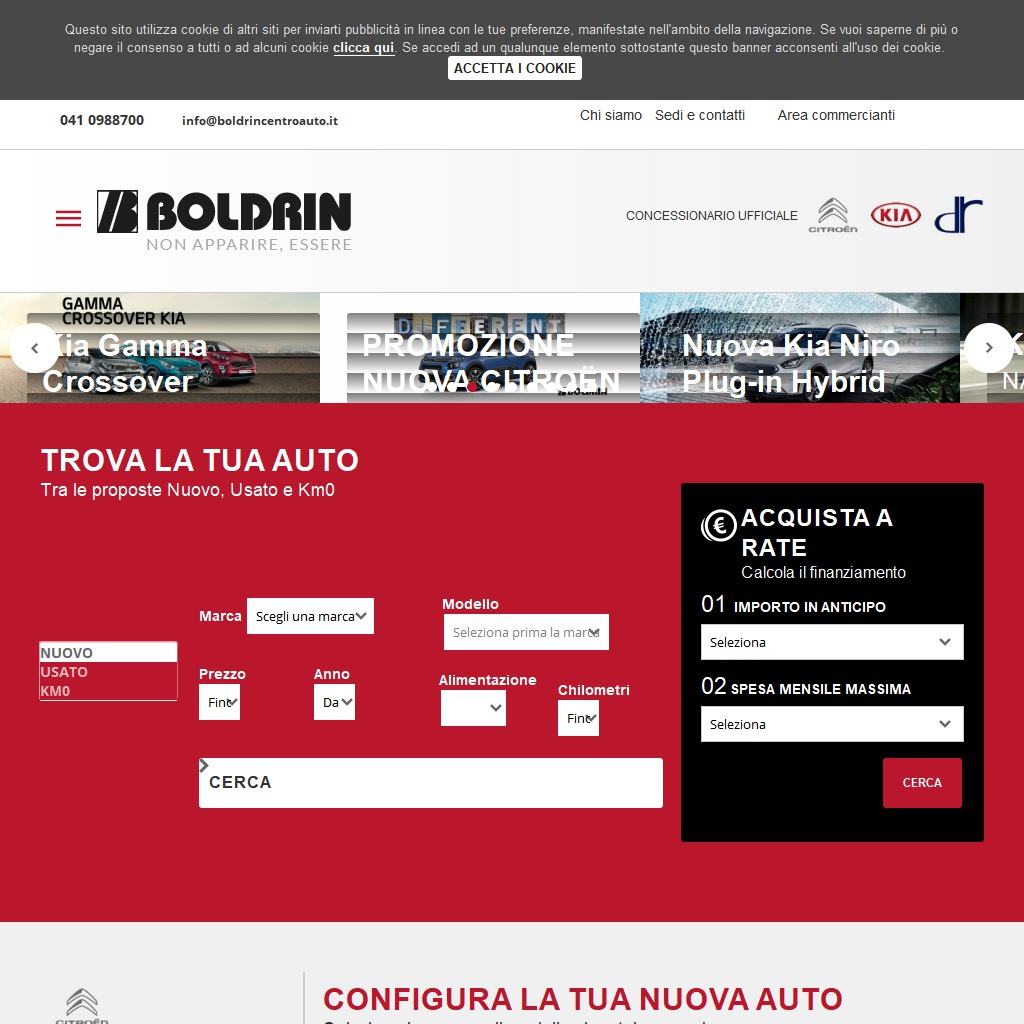 Questo sito utilizza cookie di altri siti per inviarti pubblicità in linea con le tue preferenze, manifestate nell'ambito della navigazione. Se vuoi saperne di più o
negare il consenso a tutti o ad alcuni cookie clicca qui. Se accedi ad un qualunque elemento sottostante questo banner acconsenti all'uso dei cookie.
ACCETTA I COOKIE
041 0988700 info@boldrincentroauto.it Chi siamo Sedi e contatti Area commercianti
BOLDRIN
NON APPARIRE, ESSERE
CONCESSIONARIO UFFICIALE CITROËN KIA dr
GAMMA
CROSSOVER KIA
Kia Gamma
Crossover
DIFFERENT
PROMOZIONE
NUOVA CITROËN
BOLDRIN
Nuova Kia Niro
Plug-in Hybrid
TROVA LA TUA AUTO
Tra le proposte Nuovo, Usato e Km0
NUOVO
USATO
KM0
Marca Scegli una marca
Modello
Seleziona prima la marca
Prezzo
Anno
Da
Alimentazione
Chilometri
CERCA
ACQUISTA A
RATE
Calcola il finanziamento
01 IMPORTO IN ANTICIPO
Seleziona
02 SPESA MENSILE MASSIMA
Seleziona
CERCA
CITROËN
CONFIGURA LA TUA NUOVA AUTO